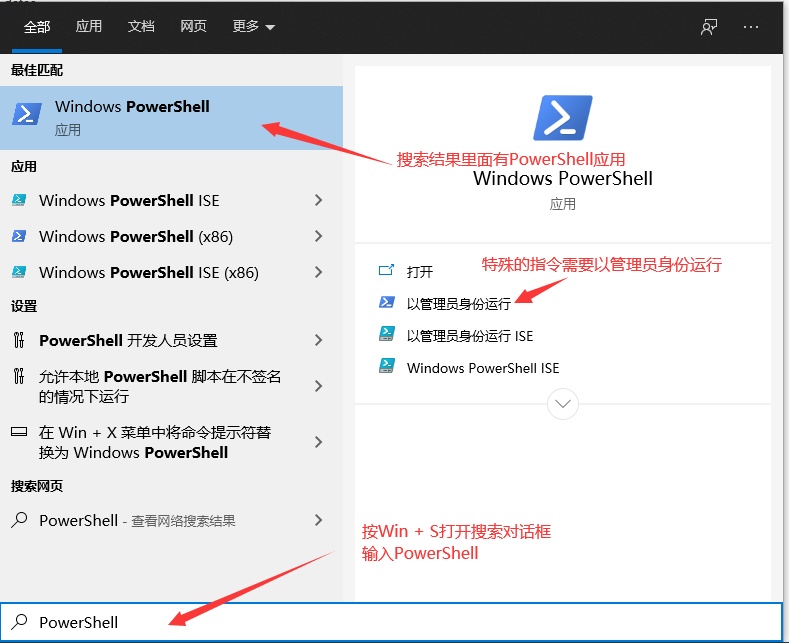 全部 应用 文档 网页 更多
最佳匹配
Windows PowerShell
应用
应用
Windows PowerShell ISE
Windows PowerShell (x86)
Windows PowerShell ISE (x86)
设置
PowerShell 开发人员设置
允许本地 PowerShell 脚本在不签名
的情况下运行
在 Win + X 菜单中将命令提示符替
换为 Windows PowerShell
搜索网页
PowerShell - 查看网络搜索结果
搜索结果里面有PowerShell应用
Windows PowerShell
应用
特殊的指令需要以管理员身份运行
打开
以管理员身份运行
以管理员身份运行 ISE
Windows PowerShell ISE
按Win + S打开搜索对话框
输入PowerShell
PowerShell